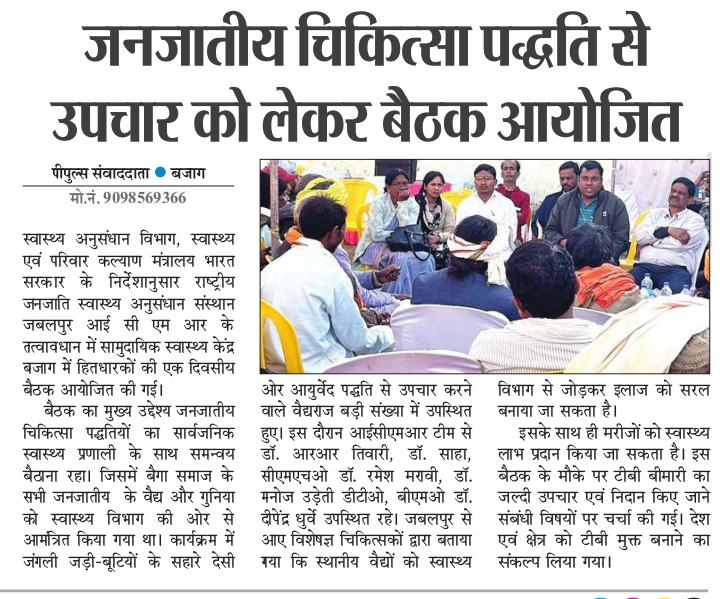 जनजातीय चिकित्सा पद्धति से
उपचार को लेकर बैठक आयोजित
पीपुल्स संवाददाता ● बजाग
मो.नं. 9098569366
स्वास्थ्य अनुसंधान विभाग, स्वास्थ्य
एवं परिवार कल्याण मंत्रालय भारत
सरकार के निर्देशानुसार राष्ट्रीय
जनजाति स्वास्थ्य अनुसंधान संस्थान
जबलपुर आई सी एम आर के
तत्वावधान में सामुदायिक स्वास्थ्य केंद्र
बजाग में हितधारकों की एक दिवसीय
बैठक आयोजित की गई।
बैठक का मुख्य उद्देश्य जनजातीय
चिकित्सा पद्धतियों का सार्वजनिक
स्वास्थ्य प्रणाली के साथ समन्वय
बैठाना रहा। जिसमें बैगा समाज के
सभी जनजातीय के वैद्य और गुनिया
को स्वास्थ्य विभाग की ओर से
आमंत्रित किया गया था। कार्यक्रम में
जंगली जड़ी-बूटियों के सहारे देसी
ओर आयुर्वेद पद्धति से उपचार करने
वाले वैद्यराज बड़ी संख्या में उपस्थित
हुए। इस दौरान आईसीएमआर टीम से
डॉ. आरआर तिवारी, डॉ. साहा,
सीएमएचओ डॉ. रमेश मरावी, डॉ.
मनोज उड़ेती डीटीओ, बीएमओ डॉ.
दीपेंद्र धुर्वे उपस्थित रहे। जबलपुर से
आए विशेषज्ञ चिकित्सकों द्वारा बताया
गया कि स्थानीय वैद्यों को स्वास्थ्य
विभाग से जोड़कर इलाज को सरल
बनाया जा सकता है।
इसके साथ ही मरीजों को स्वास्थ्य
लाभ प्रदान किया जा सकता है। इस
बैठक के मौके पर टीबी बीमारी का
जल्दी उपचार एवं निदान किए जाने
संबंधी विषयों पर चर्चा की गई। देश
एवं क्षेत्र को टीबी मुक्त बनाने का
संकल्प लिया गया।